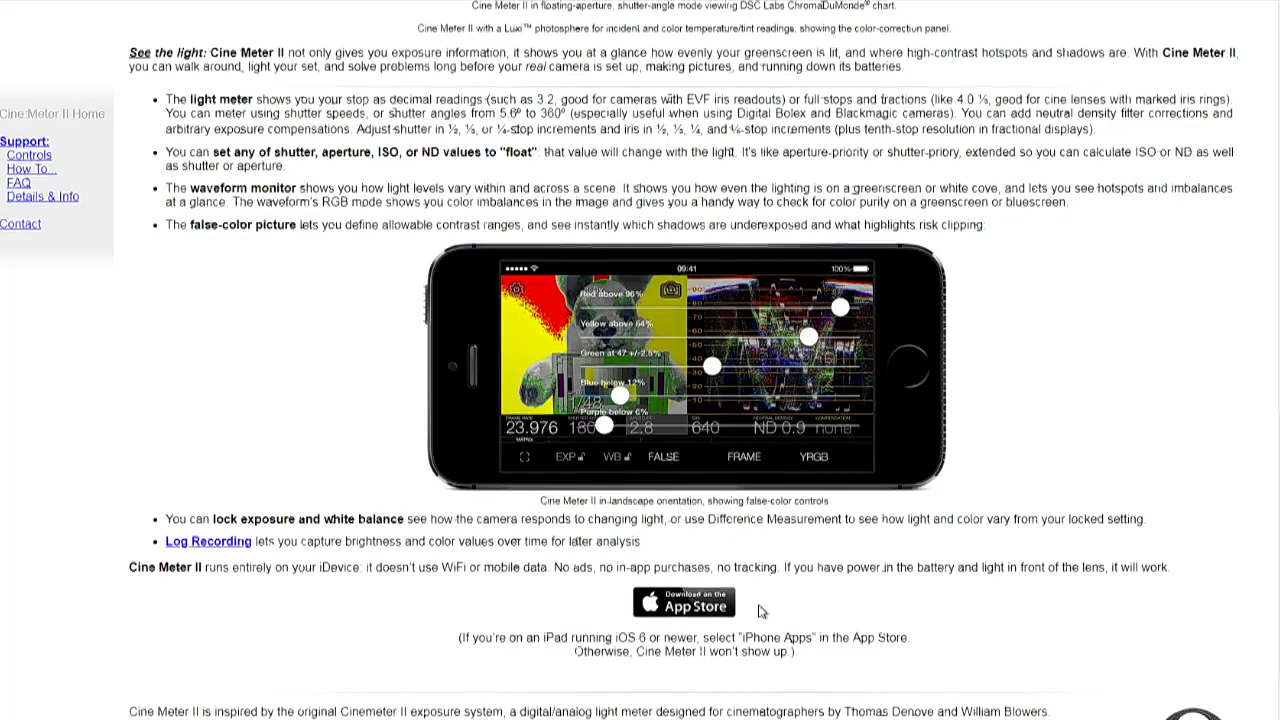 Cine Meter II in floating-aperture, shutter-angle mode viewing DSC Labs ChromaDuMonde® chart.
Cine Meter II with a Luxi™ photosphere for incident and color temperature/tint readings, showing the color-correction panel.
See the light: Cine Meter II not only gives you exposure information, it shows you at a glance how evenly your greenscreen is lit, and where high-contrast hotspots and shadows are. With Cine Meter II,
you can walk around, light your set, and solve problems long before your real camera is set up, making pictures, and running down its batteries.
Cine Meter II Home
Support:
Controls
How To...
FAQ
Details & Info
Contact
• The light meter shows you your stop as decimal readings (such as 3.2, good for cameras with EVF iris readouts) or full stops and fractions (like 4.0 ⅓, good for cine lenses with marked iris rings).
You can meter using shutter speeds, or shutter angles from 5.6º to 360º (especially useful when using Digital Bolex and Blackmagic cameras). You can add neutral density filter corrections and
arbitrary exposure compensations. Adjust shutter in ½, ⅓, or ¼-stop increments and iris in ½, ⅓, ¼, and -stop increments (plus tenth-stop resolution in fractional displays).
• You can set any of shutter, aperture, ISO, or ND values to "float": that value will change with the light. It's like aperture-priority or shutter-priory, extended so you can calculate ISO or ND as well
as shutter or aperture.
• The waveform monitor shows you how light levels vary within and across a scene. It shows you how even the lighting is on a greenscreen or white cove, and lets you see hotspots and imbalances
at a glance. The waveform's RGB mode shows you color imbalances in the image and gives you a handy way to check for color purity on a greenscreen or bluescreen.
• The false-color picture lets you define allowable contrast ranges, and see instantly which shadows are underexposed and what highlights risk clipping:
09:41
100%
Red above 96%
Yellow above 64%
Green at 47 +/-2.5%
Blue below 12%
Purple below 6%
90
80
70
60
50
40
30
20
10
FRAME RATE
NEUTRAL DENSITY
COMPENSATION
23.976 180 2.8 640 ND 0.9 none
EXP WB FALSE FRAME YRGB
Cine Meter II in landscape orientation, showing false-color controls
• You can lock exposure and white balance see how the camera responds to changing light, or use Difference Measurement to see how light and color vary from your locked setting.
• Log Recording lets you capture brightness and color values over time for later analysis
Cine Meter II runs entirely on your iDevice: it doesn't use WiFi or mobile data. No ads, no in-app purchases, no tracking. If you have power in the battery and light in front of the lens, it will work.
Download on the
App Store
(If you're on an iPad running iOS 6 or newer, select "iPhone Apps" in the App Store.
Otherwise, Cine Meter II won't show up.)
Cine Meter II is inspired by the original Cinemeter II exposure system, a digital/analog light meter designed for cinematographers by Thomas Denove and William Blowers.